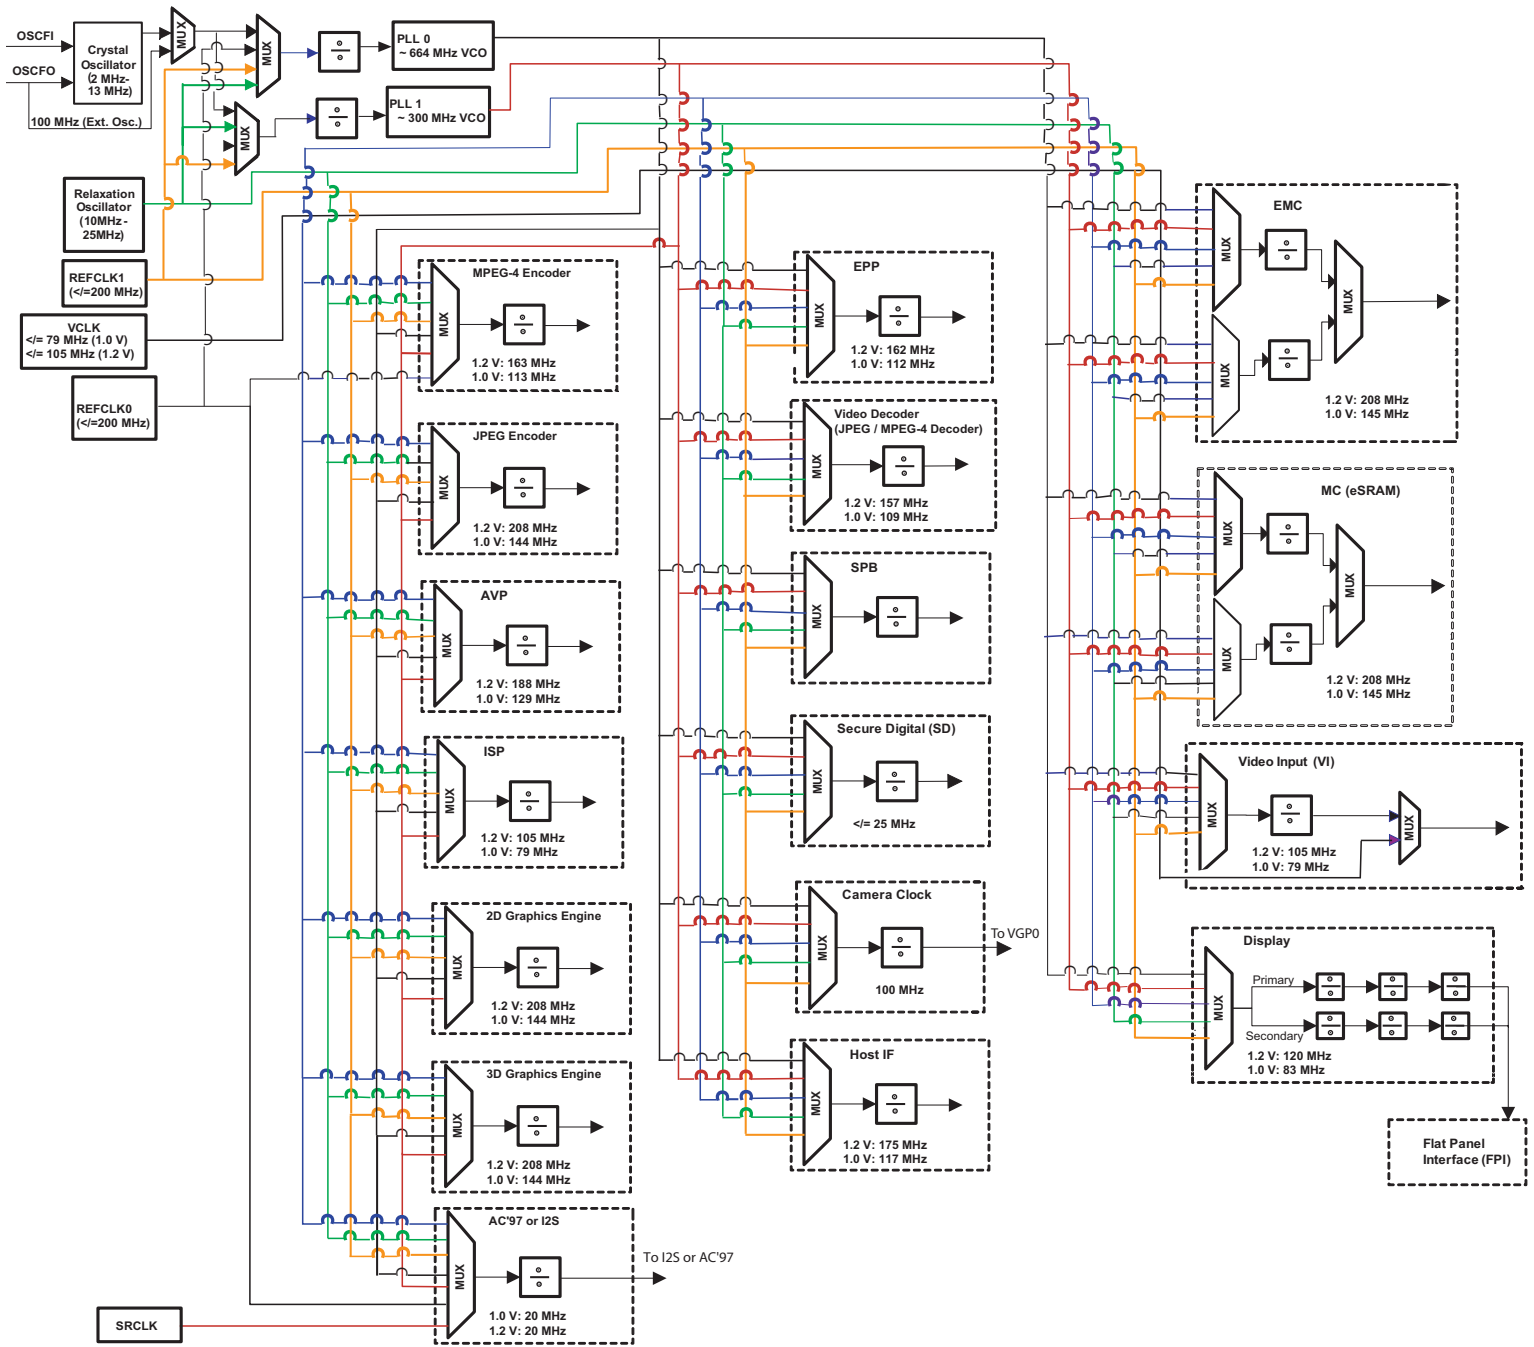 OSCFI
OSCFO
Crystal
Oscillator
(2 MHz-
13 MHz)
100 MHz (Ext. Osc.)
MUX
MUX
MUX
PLL 0
~ 664 MHz VCO
PLL 1
~ 300 MHz VCO
Relaxation
Oscillator
(10MHz-
25MHz)
REFCLK1
(</=200 MHz)
VCLK
</= 79 MHz (1.0 V)
</= 105 MHz (1.2 V)
REFCLK0
(</=200 MHz)
SRCLK
MPEG-4 Encoder
MUX
1.2 V: 163 MHz
1.0 V: 113 MHz
JPEG Encoder
MUX
1.2 V: 208 MHz
1.0 V: 144 MHz
AVP
MUX
1.2 V: 188 MHz
1.0 V: 129 MHz
ISP
MUX
1.2 V: 105 MHz
1.0 V: 79 MHz
2D Graphics Engine
MUX
1.2 V: 208 MHz
1.0 V: 144 MHz
3D Graphics Engine
MUX
1.2 V: 208 MHz
1.0 V: 144 MHz
AC'97 or I2S
MUX
1.0 V: 20 MHz
1.2 V: 20 MHz
To I2S or AC'97
EPP
MUX
1.2 V: 162 MHz
1.0 V: 112 MHz
Video Decoder
(JPEG / MPEG-4 Decoder)
MUX
1.2 V: 157 MHz
1.0 V: 109 MHz
SPB
MUX
Secure Digital (SD)
MUX
</= 25 MHz
Camera Clock
MUX
100 MHz
To VGP0
Host IF
MUX
1.2 V: 175 MHz
1.0 V: 117 MHz
EMC
MUX
MUX
MUX
1.2 V: 208 MHz
1.0 V: 145 MHz
MC (eSRAM)
MUX
MUX
MUX
1.2 V: 208 MHz
1.0 V: 145 MHz
Video Input (VI)
MUX
MUX
1.2 V: 105 MHz
1.0 V: 79 MHz
Display
MUX
Primary
Secondary
1.2 V: 120 MHz
1.0 V: 83 MHz
Flat Panel
Interface (FPI)